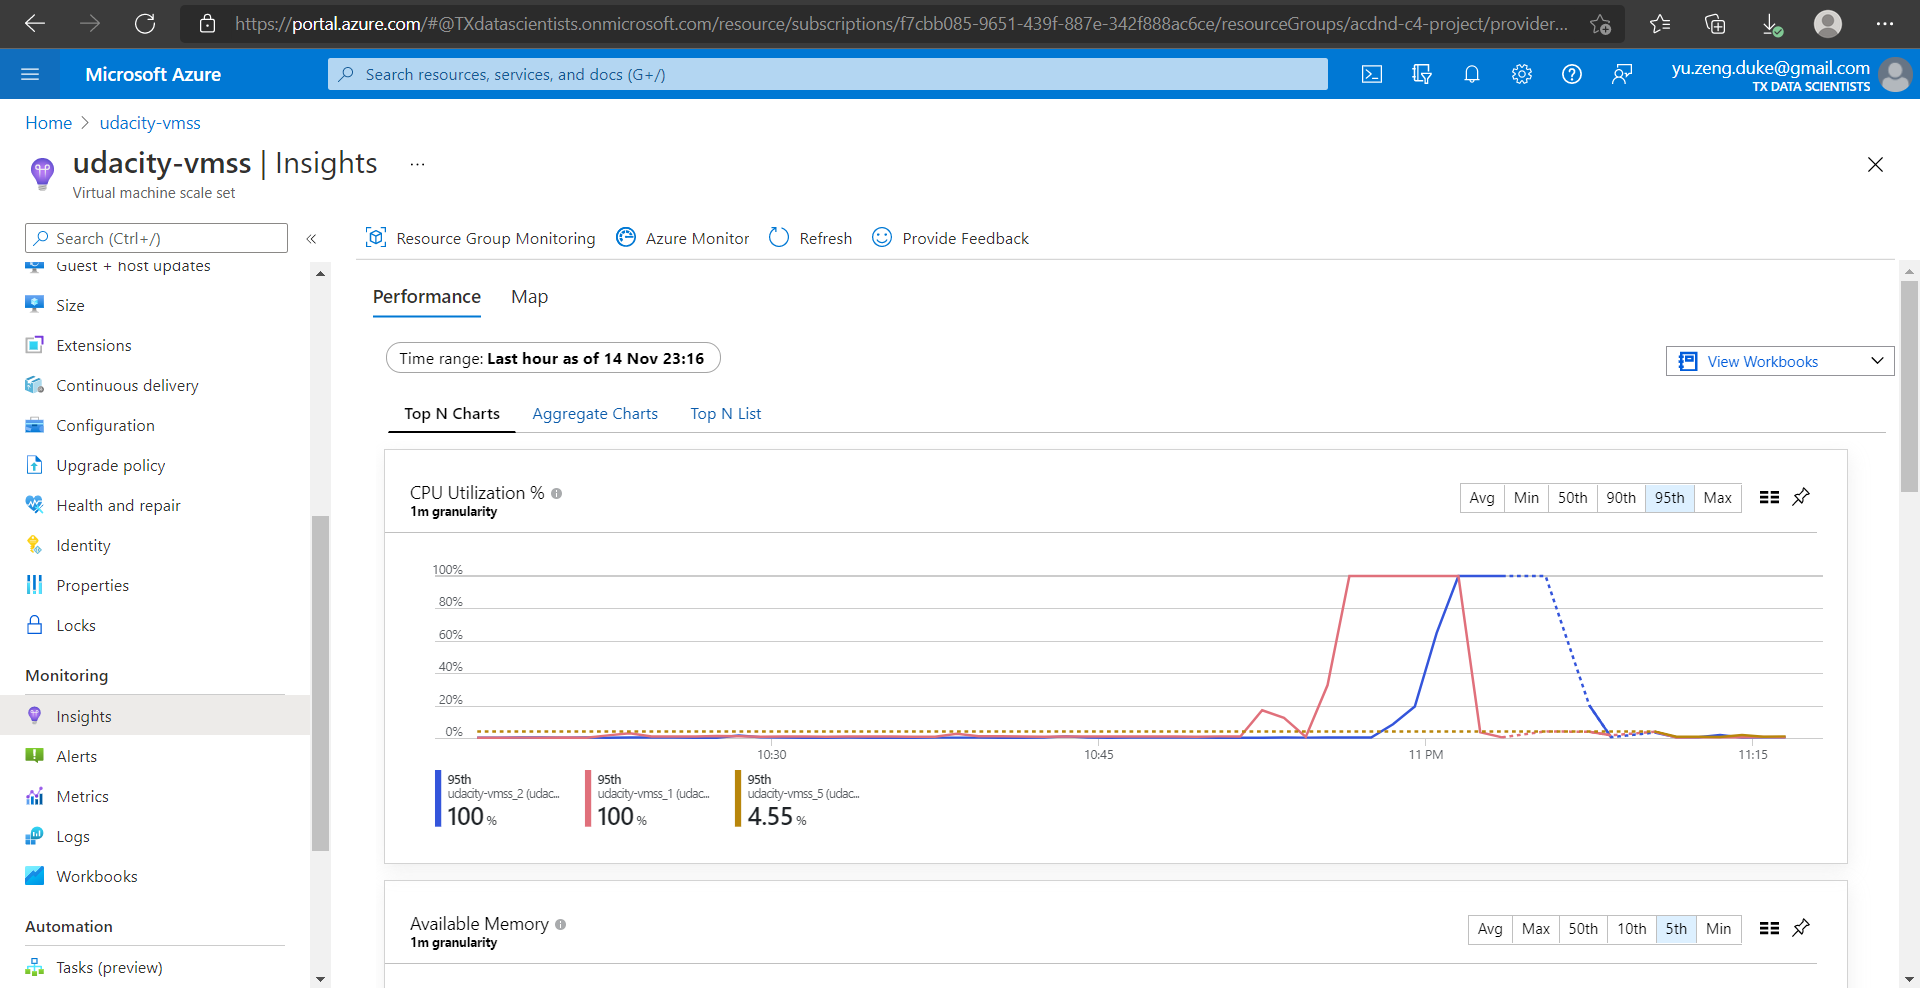 https://portal.azure.com/#@TXdatascientists.onmicrosoft.com/resource/subscriptions/f7cbb085-9651-439f-887e-342f888ac6ce/resourceGroups/acdnd-c4-project/provider...
Microsoft Azure
Search resources, services, and docs (G+/)
yu.zeng.duke@gmail.com
TX DATA SCIENTISTS
Home > udacity-vmss
udacity-vmss | Insights ...
Virtual machine scale set
Search (Ctrl+/)
«
Guest + host updates
Size
Extensions
Continuous delivery
Configuration
Upgrade policy
Health and repair
Identity
Properties
Locks
Monitoring
Insights
Alerts
Metrics
Logs
Workbooks
Automation
Tasks (preview)
Resource Group Monitoring
Azure Monitor
Refresh
Provide Feedback
Performance
Map
Time range: Last hour as of 14 Nov 23:16
View Workbooks
Top N Charts
Aggregate Charts
Top N List
CPU Utilization %
1m granularity
Avg
Min
50th
90th
95th
Max
100%
80%
60%
40%
20%
0%
10:30
10:45
11 PM
11:15
95th
udacity-vmss_2 (udac...
100 %
95th
udacity-vmss_1 (udac...
100 %
95th
udacity-vmss_5 (udac...
4.55 %
Available Memory
1m granularity
Avg
Max
50th
10th
5th
Min